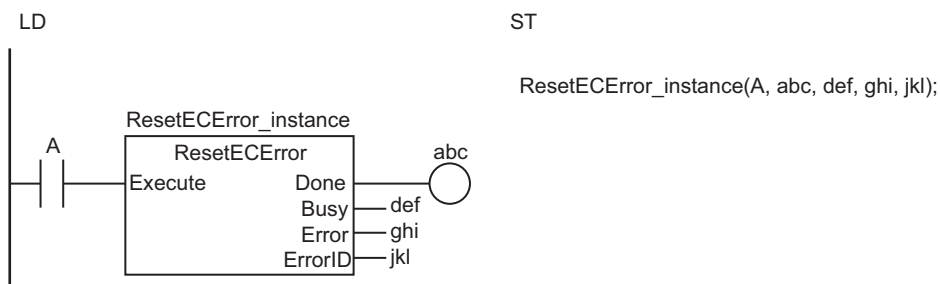 LD
ST
ResetECError_instance(A, abc, def, ghi, jkl);
ResetECError_instance
A
ResetECError
abc
Execute Done
Busy def
Error ghi
ErrorID jkl